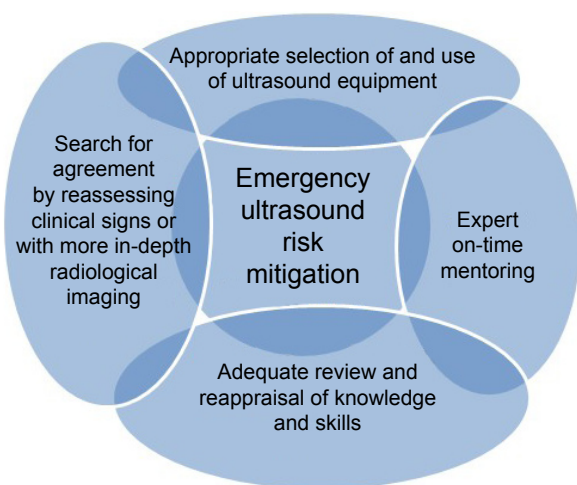 Appropriate selection of and use
of ultrasound equipment
Search for
agreement
by reassessing
clinical signs or
with more in-depth
radiological
imaging
Emergency
ultrasound
risk
mitigation
Expert
on-time
mentoring
Adequate review and
reappraisal of knowledge
and skills